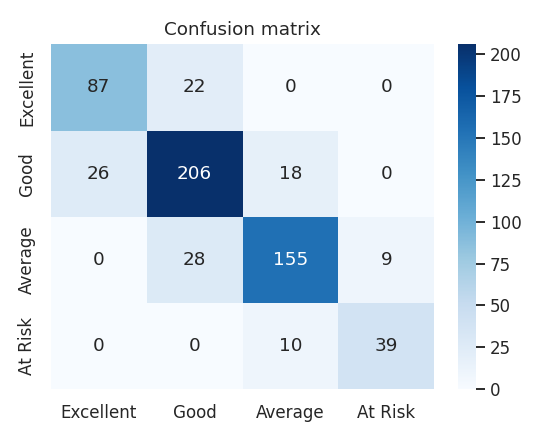 Confusion matrix
Excellent 87 22 0 0
Good 26 206 18 0
Average 0 28 155 9
At Risk 0 0 10 39
Excellent Good Average At Risk
200
175
150
125
100
75
50
25
0